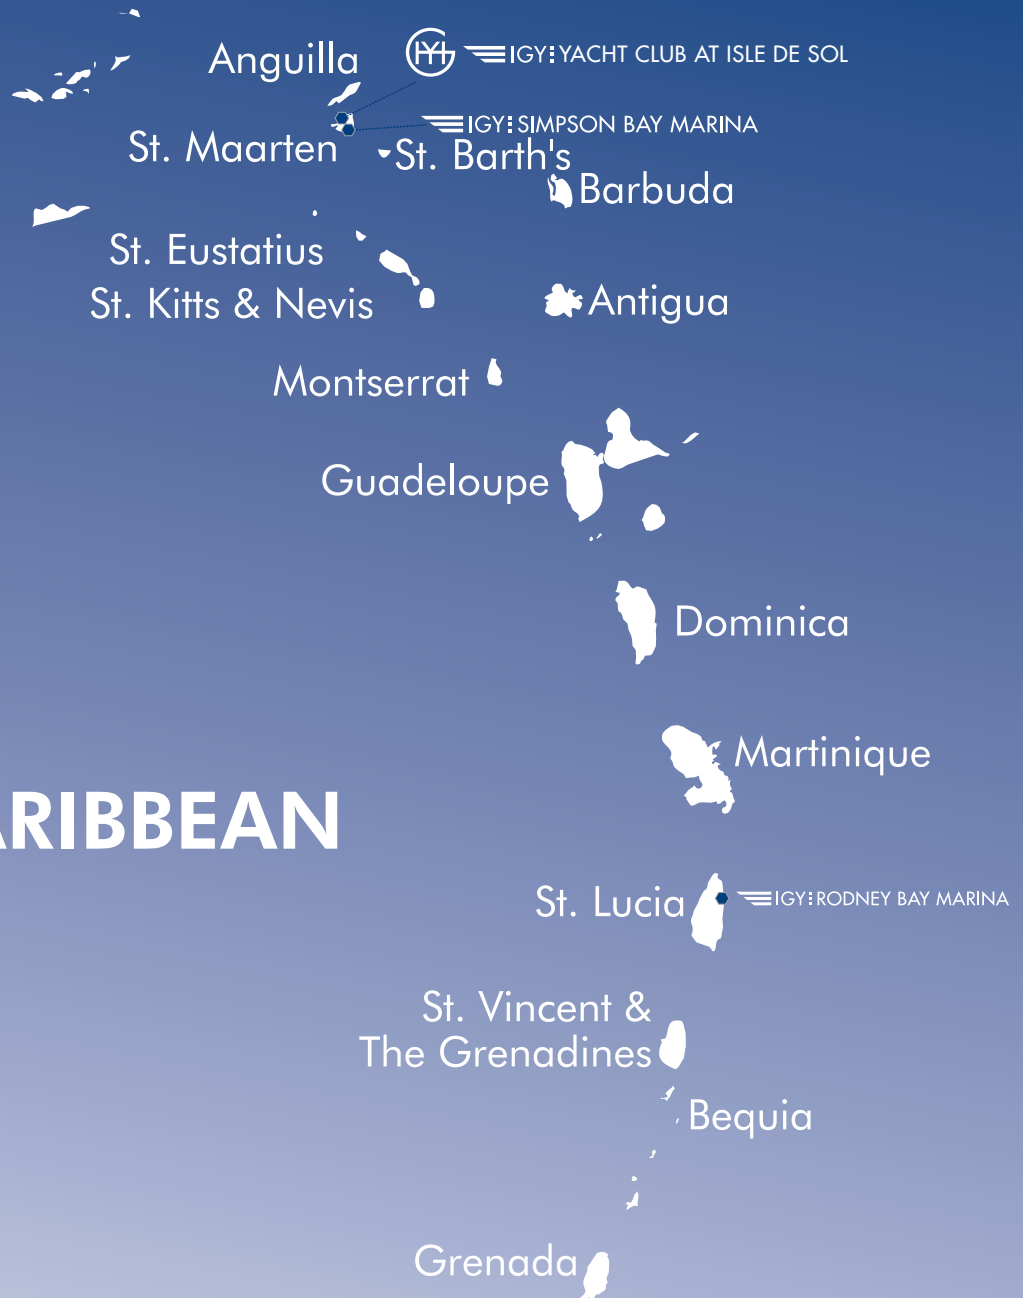 Anguilla
IGY YACHT CLUB AT ISLE DE SOL
IGY SIMPSON BAY MARINA
St. Maarten
St. Barth's
Barbuda
St. Eustatius
St. Kitts & Nevis
Antigua
Montserrat
Guadeloupe
Dominica
Martinique
ARIBBEAN
St. Lucia
IGY RODNEY BAY MARINA
St. Vincent &
The Grenadines
Bequia
Grenada